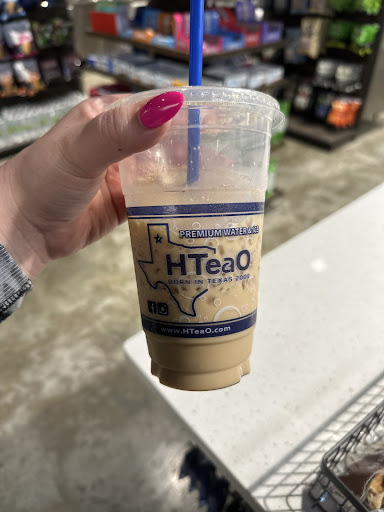 PREMIUM WATER & ICE
HTeaO
BORN IN TEXAS 2009
www.HTeaO.com